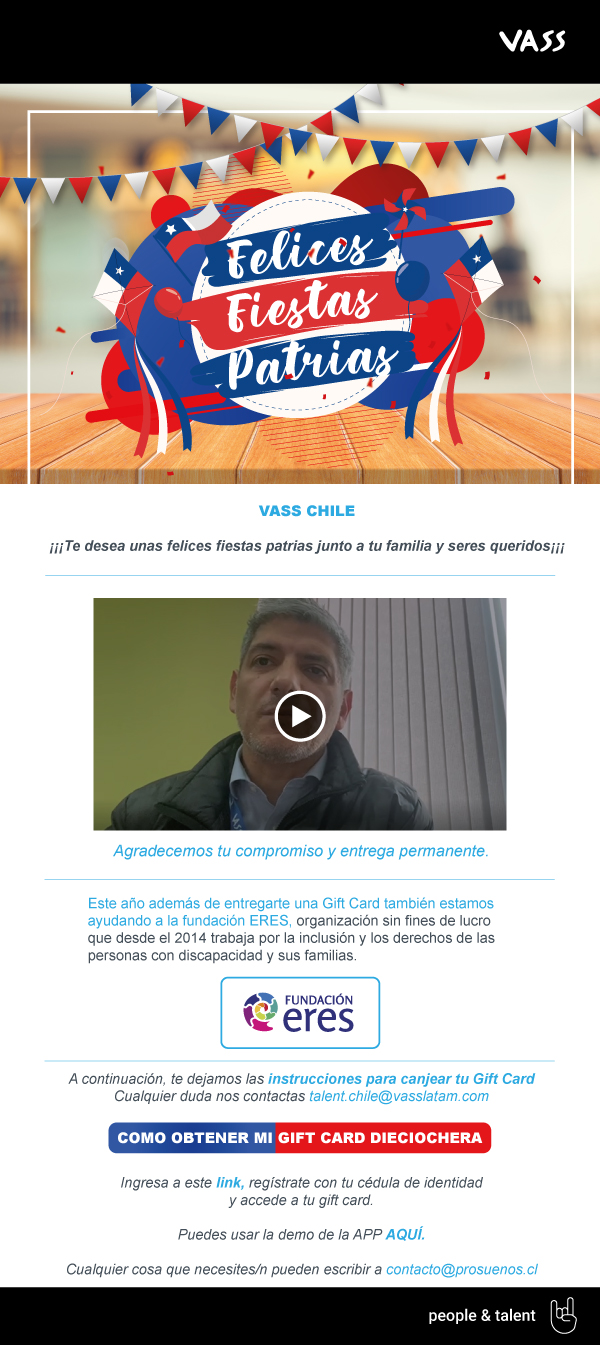 VASS
Felices
Fiestas
Patrias
VASS CHILE
¡¡¡Te desea unas felices fiestas patrias junto a tu familia y seres queridos¡¡¡
Agradecemos tu compromiso y entrega permanente.
Este año además de entregarte una Gift Card también estamos
ayudando a la fundación ERES, organización sin fines de lucro
que desde el 2014 trabaja por la inclusión y los derechos de las
personas con discapacidad y sus familias.
FUNDACIÓN
eres
A continuación, te dejamos las instrucciones para canjear tu Gift Card
Cualquier duda nos contactas talent.chile@vasslatam.com
COMO OBTENER MI GIFT CARD DIECIOCHERA
Ingresa a este link, regístrate con tu cédula de identidad
y accede a tu gift card.
Puedes usar la demo de la APP AQUÍ.
Cualquier cosa que necesites/n pueden escribir a contacto@prosuenos.cl
people & talent